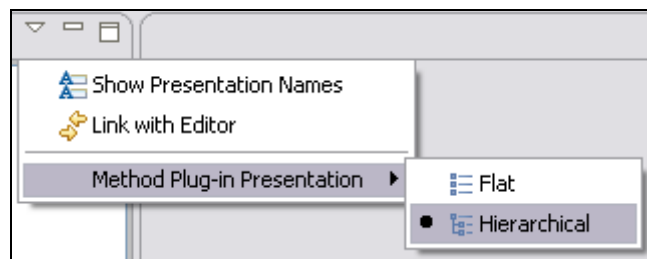 Show Presentation Names
Link with Editor
Method Plug-in Presentation
Flat
Hierarchical